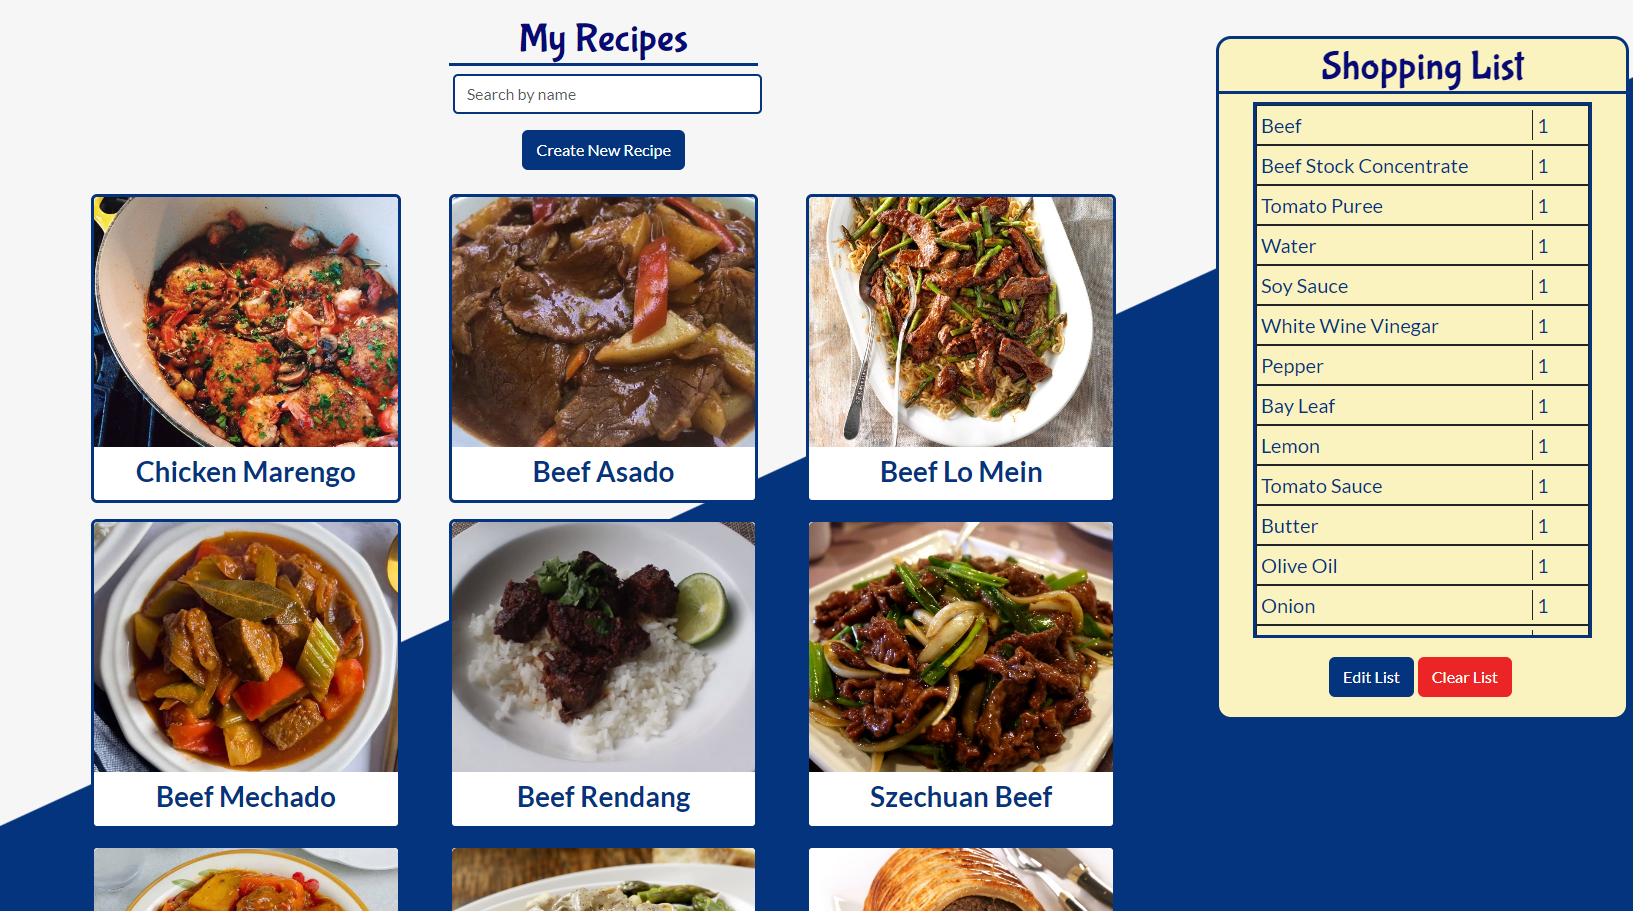 My Recipes
Search by name
Create New Recipe
Chicken Marengo
Beef Asado
Beef Lo Mein
Beef Mechado
Beef Rendang
Szechuan Beef
Shopping List
Beef 1
Beef Stock Concentrate 1
Tomato Puree 1
Water 1
Soy Sauce 1
White Wine Vinegar 1
Pepper 1
Bay Leaf 1
Lemon 1
Tomato Sauce 1
Butter 1
Olive Oil 1
Onion 1
Edit List
Clear List